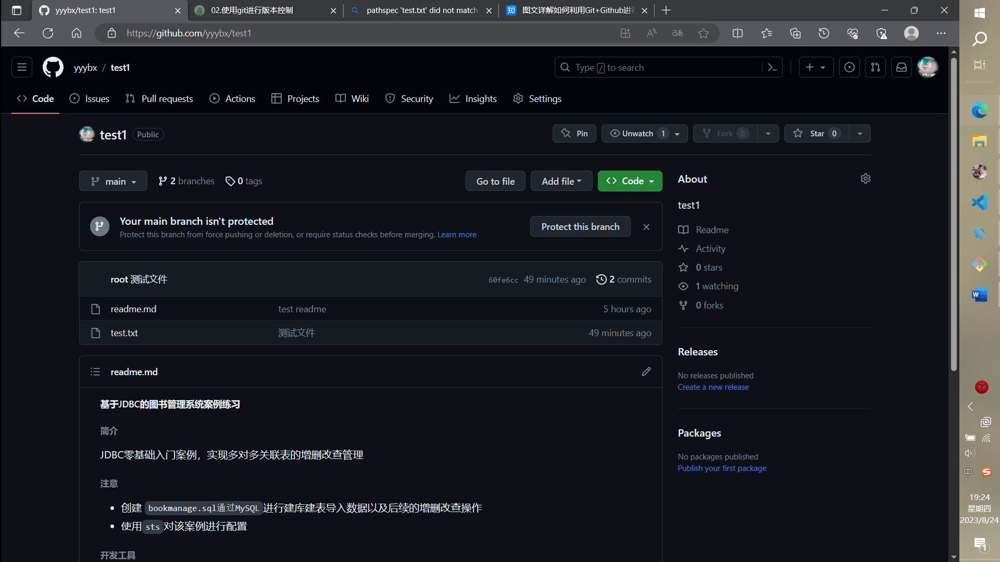 yyybx/test1: test1
02.使用git进行版本控制
pathspec 'test.txt' did not match
知 图文详解如何利用Git+Github进行
https://github.com/yyybx/test1
yyybx / test1
Type / to search
Code Issues Pull requests Actions Projects Wiki Security Insights Settings
test1 Public
Pin Unwatch 1 Fork 0 Star 0
main 2 branches 0 tags Go to file Add file Code
Your main branch isn't protected
Protect this branch from force pushing or deletion, or require status checks before merging. Learn more
Protect this branch
root 测试文件 60fe6cc 49 minutes ago 2 commits
readme.md test readme 5 hours ago
test.txt 测试文件 49 minutes ago
readme.md
基于JDBC的图书管理系统案例练习
简介
JDBC零基础入门案例，实现多对多关联表的增删改查管理
注意
创建 bookmanage.sql通过MySQL进行建库建表导入数据以及后续的增删改查操作
使用sts对该案例进行配置
开发工具
About
test1
Readme
Activity
0 stars
1 watching
0 forks
Releases
No releases published
Create a new release
Packages
No packages published
Publish your first package
中
19:24
星期四
2023/8/24
1